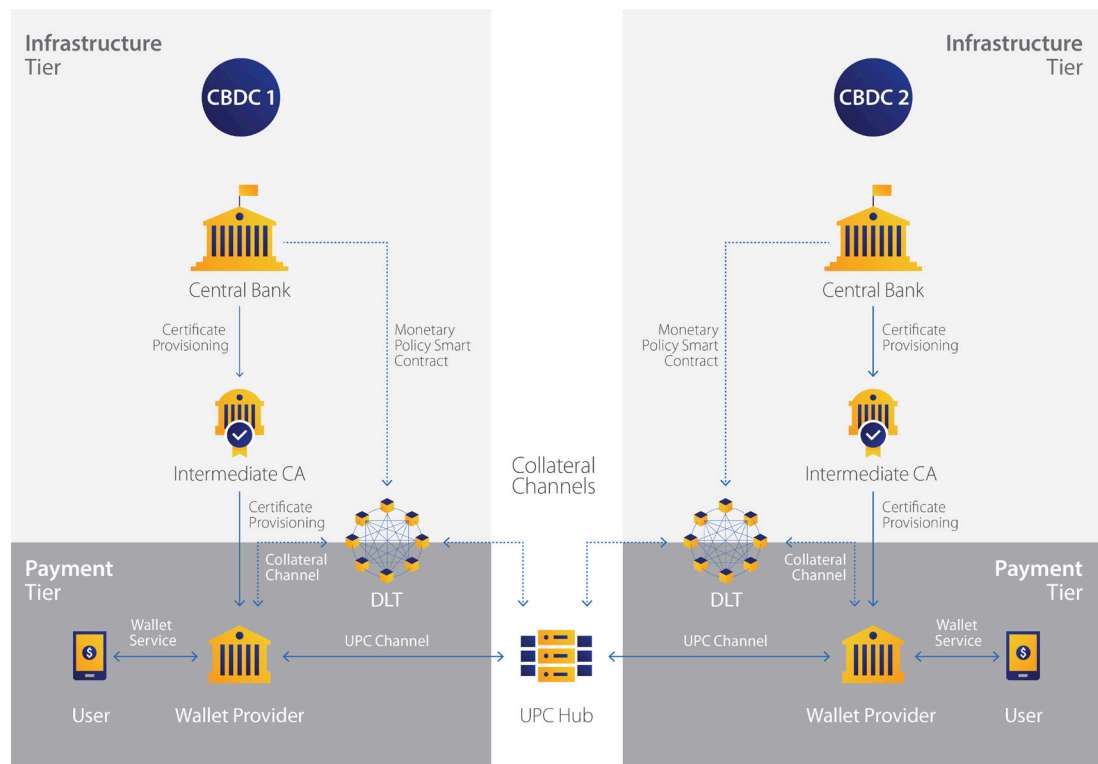 Infrastructure
Tier
CBDC 1
Central Bank
Certificate
Provisioning
Monetary
Policy Smart
Contract
Intermediate CA
Certificate
Provisioning
Payment
Tier
Collateral
Channel
DLT
Wallet
Service
UPC Channel
User
Wallet Provider
Collateral
Channels
UPC Hub
Infrastructure
Tier
CBDC 2
Central Bank
Monetary
Policy Smart
Contract
Certificate
Provisioning
Intermediate CA
Certificate
Provisioning
Payment
Tier
Collateral
Channel
DLT
UPC Channel
Wallet
Service
Wallet Provider
User